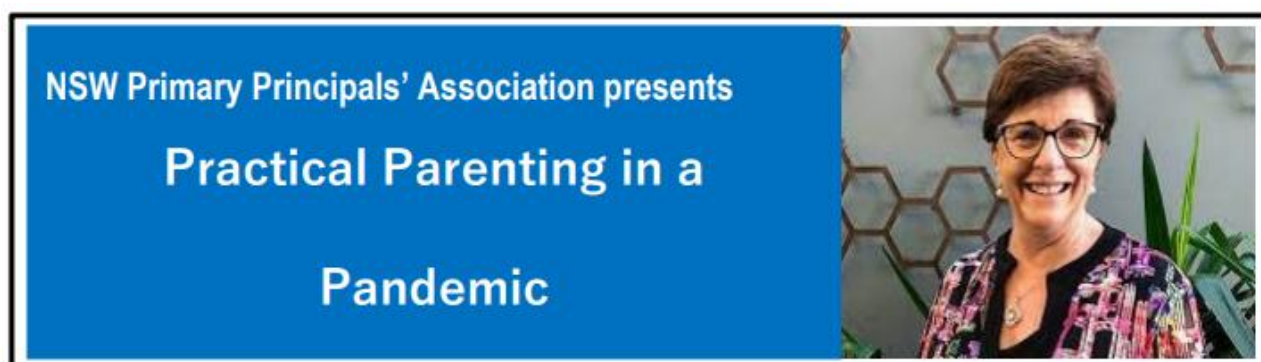 NSW Primary Principals' Association presents
Practical Parenting in a
Pandemic